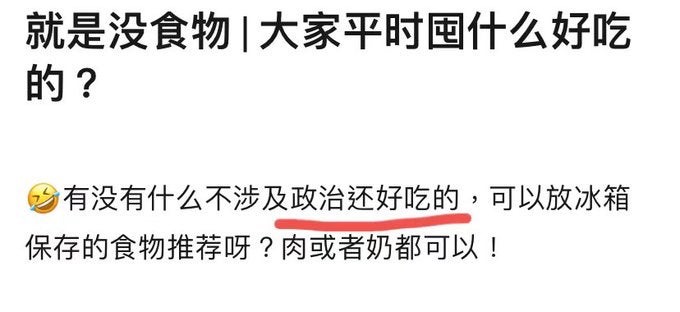 就是没食物|大家平时囤什么好吃
的?
🤣有没有什么不涉及政治还好吃的,可以放冰箱
保存的食物推荐呀?肉或者奶都可以!